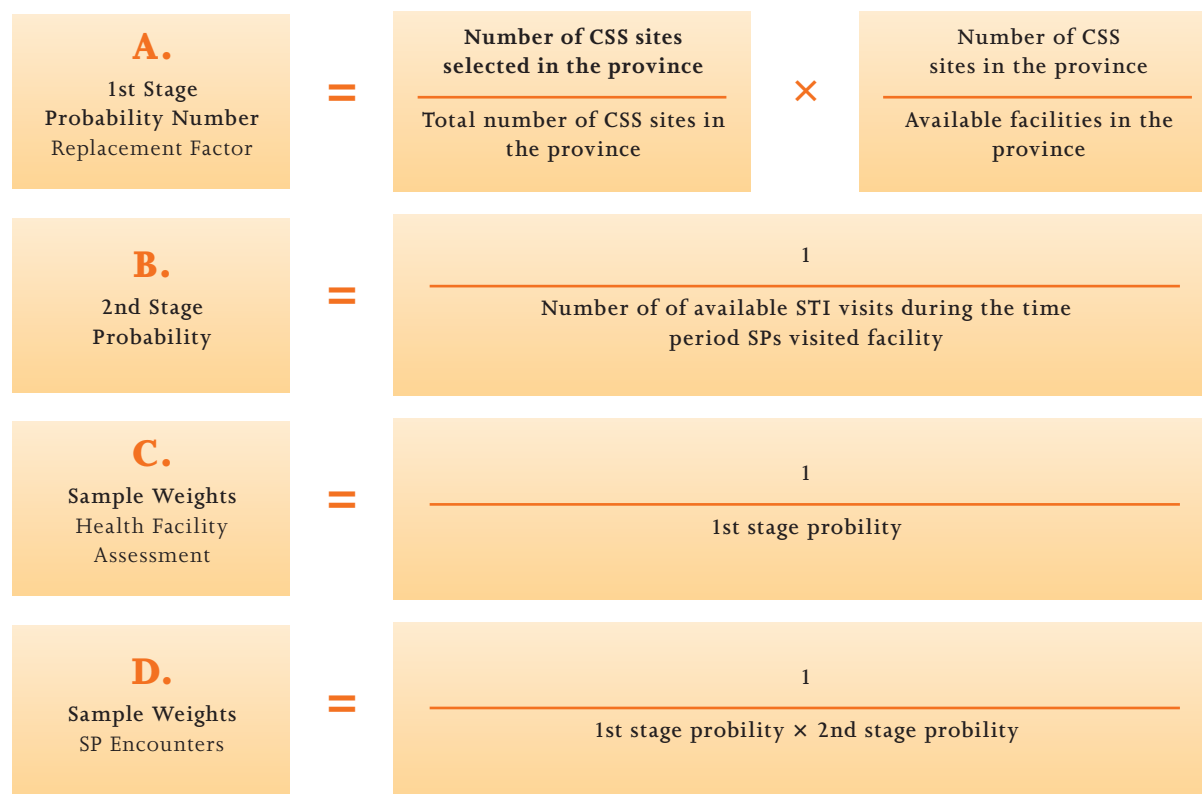 A.
1st Stage
Probability Number
Replacement Factor
=
Number of CSS sites
selected in the province
Total number of CSS sites in
the province
×
Number of CSS
sites in the province
Available facilities in the
province
B.
2nd Stage
Probability
=
1
Number of of available STI visits during the time
period SPs visited facility
C.
Sample Weights
Health Facility
Assessment
=
1
1st stage probility
D.
Sample Weights
SP Encounters
=
1
1st stage probility × 2nd stage probility